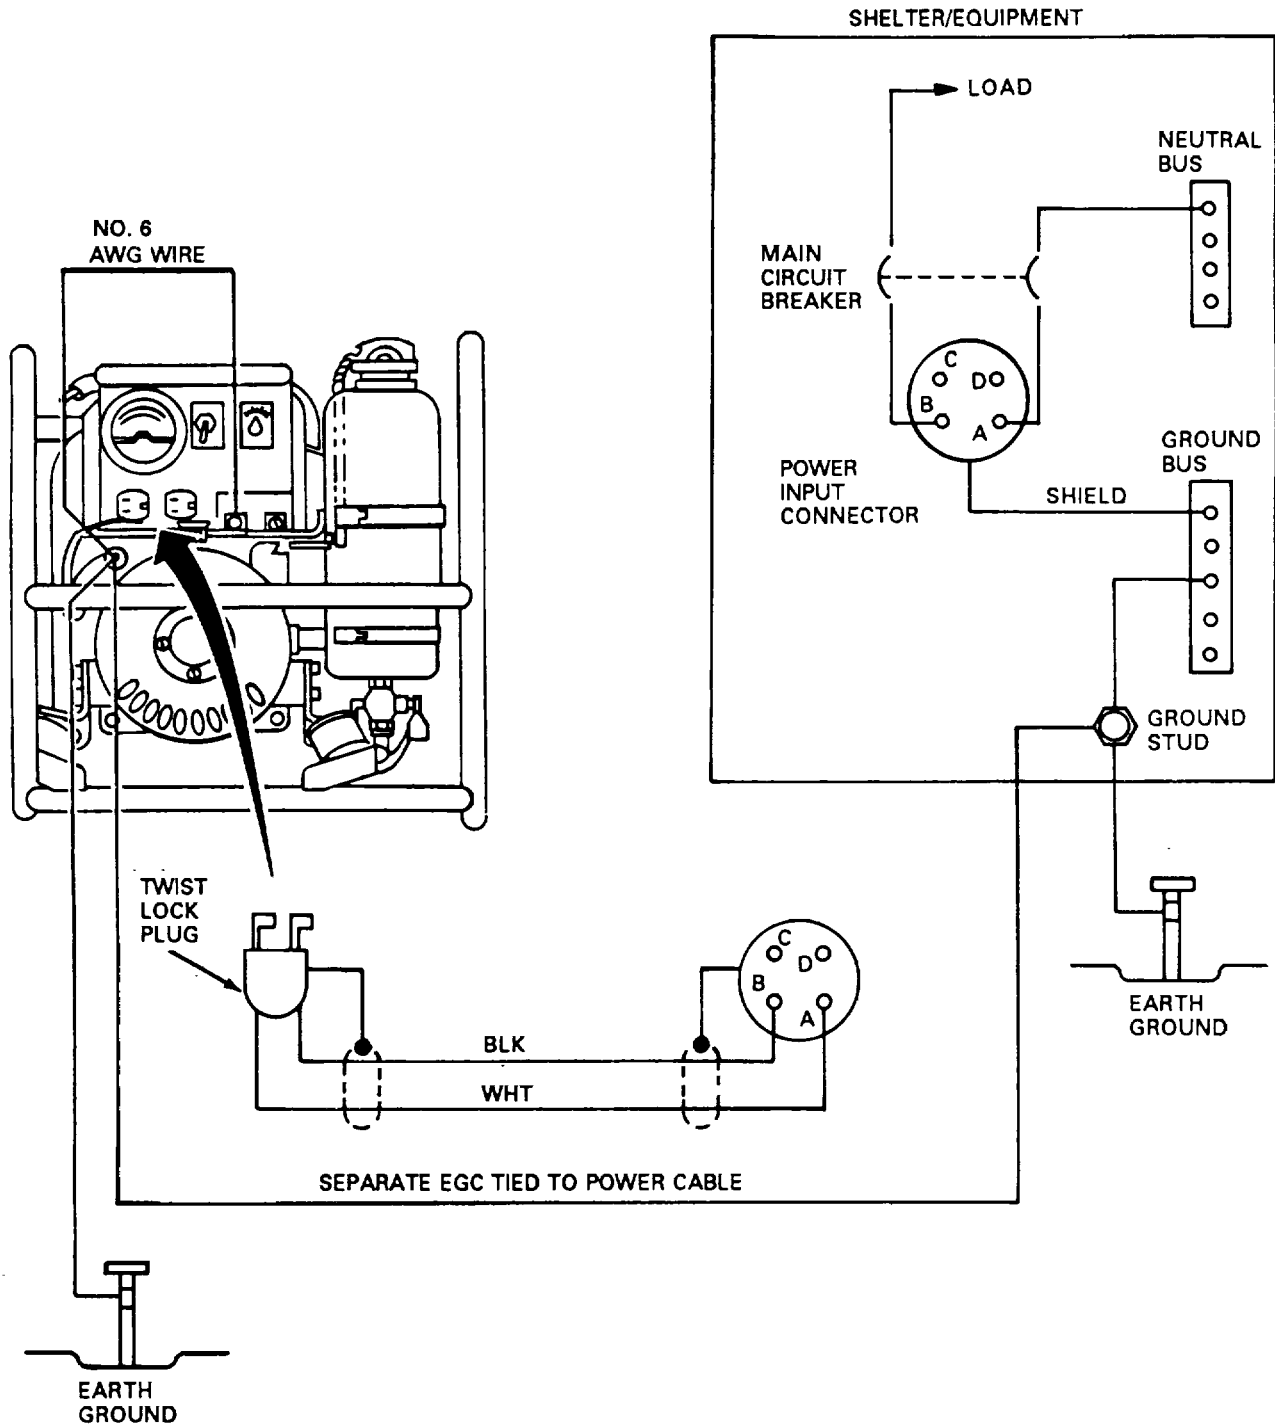 SHELTER/EQUIPMENT
LOAD
NEUTRAL
BUS
NO. 6
AWG WIRE
MAIN
CIRCUIT
BREAKER
C
D
B
A
GROUND
BUS
POWER
INPUT
CONNECTOR
SHIELD
GROUND
STUD
TWIST
LOCK
PLUG
C
D
B
A
EARTH
GROUND
BLK
WHT
SEPARATE EGC TIED TO POWER CABLE
EARTH
GROUND